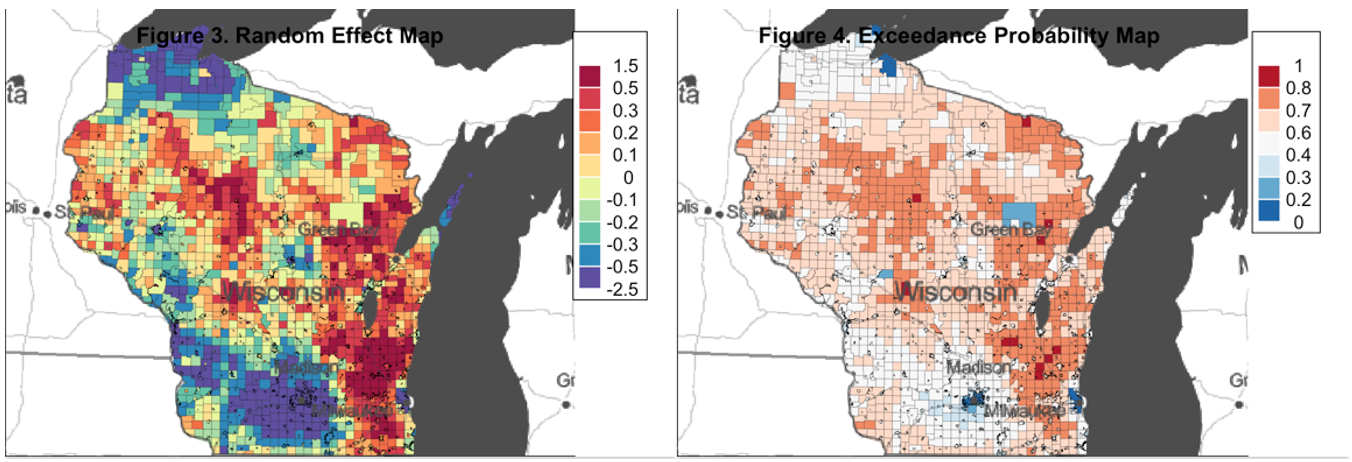 Figure 3. Random Effect Map
ta
olis
St. Paul
Green Bay
Wisconsin
Madison
Milwaukee
Gr
1.5
0.5
0.3
0.2
0.1
0
-0.1
-0.2
-0.3
-0.5
-2.5
Figure 4. Exceedance Probability Map
ta
olis
St. Paul
Green Bay
Wisconsin
Madison
Milwaukee
Gr
1
0.8
0.6
0.4
0.3
0.2
0